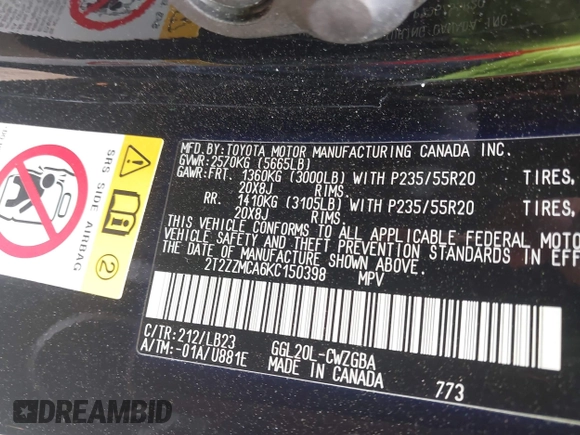 MFD.BY:TOYOTA MOTOR MANUFACTURING CANADA INC.
GVWR:2570KG (5665LB)
GAWR:FRT. 1360KG (3000LB) WITH P235/55R20 TIRES,
20X8J RIMS,
RR. 1410KG (3105LB) WITH P235/55R20 TIRES,
20X8J RIMS,
THIS VEHICLE CONFORMS TO ALL APPLICABLE FEDERAL MOTO
VEHICLE SAFETY AND THEFT PREVENTION STANDARDS IN EF
THE DATE OF MANUFACTURE SHOWN ABOVE.
2T2ZZMCA6KC150398 MPV
C/TR:212/LB23
A/TM:-01A/U881E
GGL20L-CWZGBA
MADE IN CANADA
773
SRS SIDE AIRBAG
2
DREAMBID